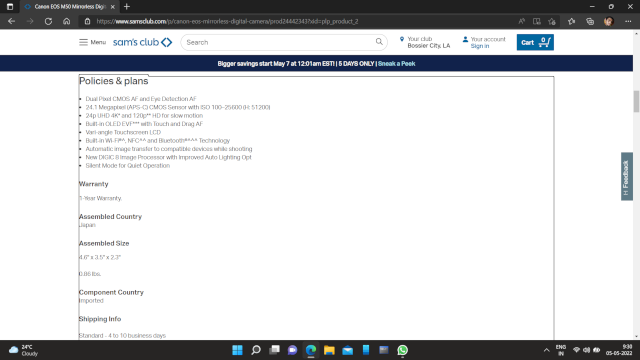 Canon EOS M50 Mirrorless Digi
https://www.samsclub.com/p/canon-eos-mirrorless-digital-camera/prod24442343?xid=plp_product_2
Menu
sam's club
Search
Your club
Bossier City, LA
Your account
Sign in
Cart 0
Bigger savings start May 7 at 12:01am EST! | 5 DAYS ONLY | Sneak a Peek
Policies & plans
• Dual Pixel CMOS AF and Eye Detection AF
• 24.1 Megapixel (APS-C) CMOS Sensor with ISO 100-25600 (H: 51200)
• 24p UHD 4K* and 120p** HD for slow motion
• Built-in OLED EVF*** with Touch and Drag AF
• Vari-angle Touchscreen LCD
• Built-in Wi-Fi®^, NFC^^ and Bluetooth®^^^ Technology
• Automatic image transfer to compatible devices while shooting
• New DIGIC 8 Image Processor with Improved Auto Lighting Opt
• Silent Mode for Quiet Operation
Warranty
1-Year Warranty.
Assembled Country
Japan
Assembled Size
4.6" x 3.5" x 2.3"
0.86 lbs.
Component Country
Imported
Shipping Info
Standard - 4 to 10 business days
Feedback
24°C
Cloudy
ENG
IN
9:30
05-05-2022